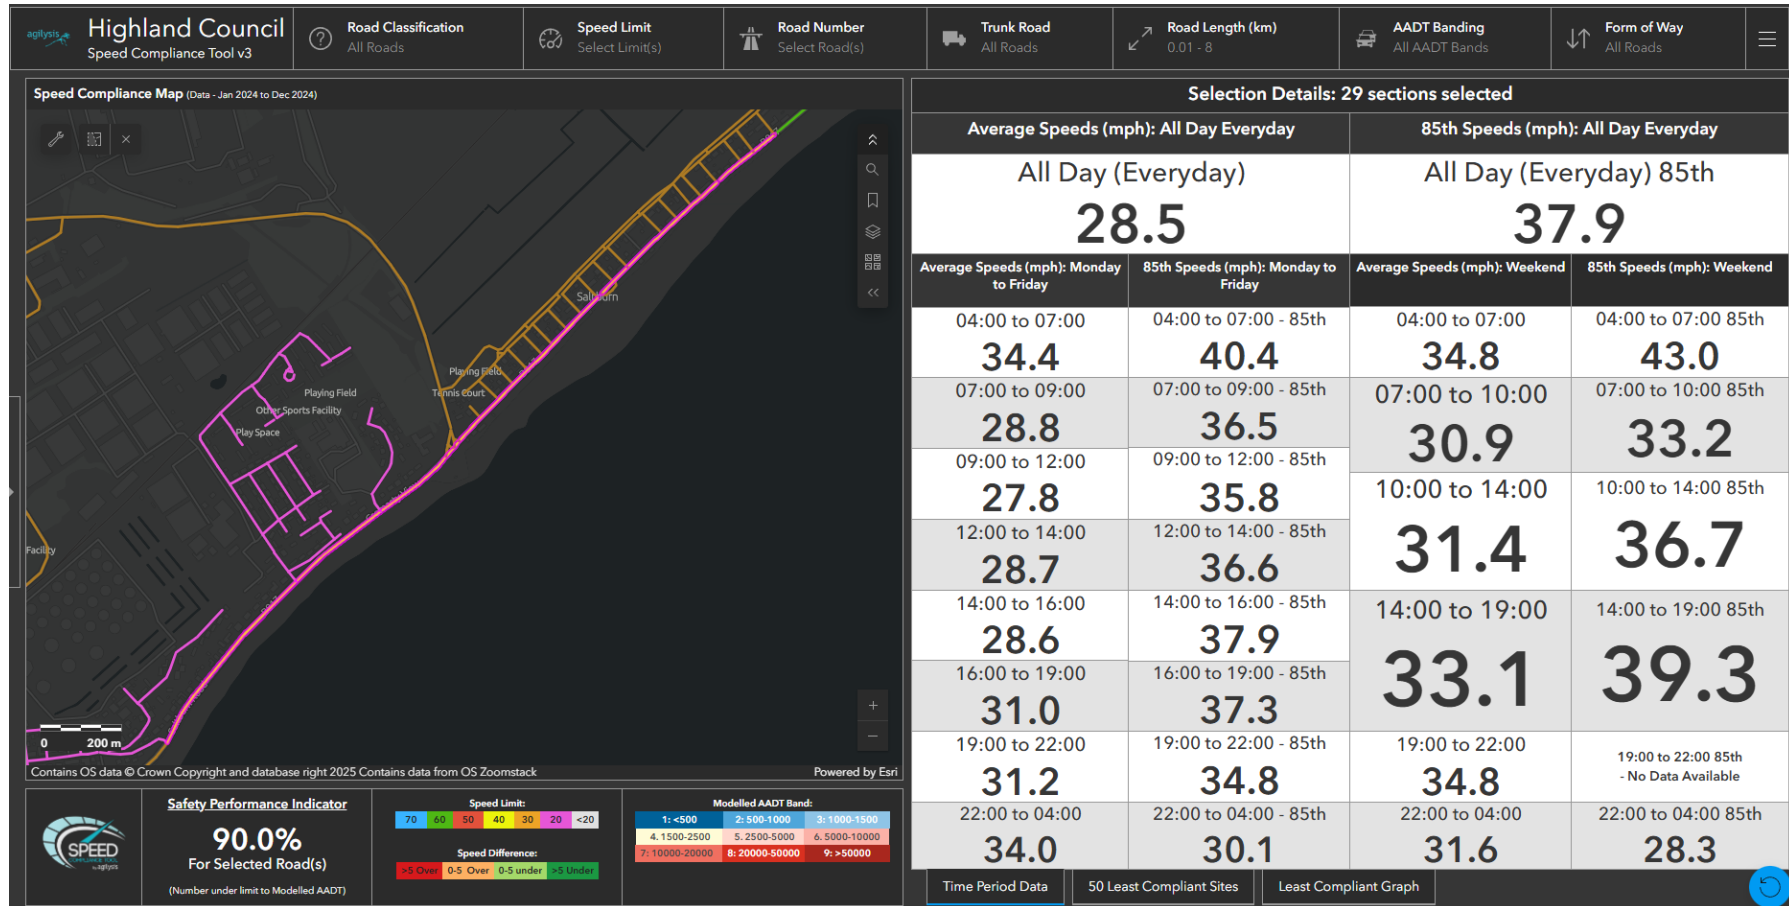 agilysis
Highland Council
Speed Compliance Tool v3
Road Classification
All Roads
Speed Limit
Select Limit(s)
Road Number
Select Road(s)
Trunk Road
All Roads
Road Length (km)
0.01 - 8
AADT Banding
All AADT Bands
Form of Way
All Roads
Speed Compliance Map (Data - Jan 2024 to Dec 2024)
Saltburn
Playing Field
Tennis Court
Playing Field
Other Sports Facility
Play Space
Facility
0 200 m
Contains OS data © Crown Copyright and database right 2025 Contains data from OS Zoomstack
Powered by Esri
SPEED
COMPLIANCE TOOL
by agilysis
Safety Performance Indicator
90.0%
For Selected Road(s)
(Number under limit to Modelled AADT)
Speed Limit:
70 60 50 40 30 20 <20
Speed Difference:
>5 Over 0-5 Over 0-5 under >5 Under
Modelled AADT Band:
1: <500 2: 500-1000 3: 1000-1500
4. 1500-2500 5. 2500-5000 6. 5000-10000
7: 10000-20000 8: 20000-50000 9: >50000
Selection Details: 29 sections selected
Average Speeds (mph): All Day Everyday
85th Speeds (mph): All Day Everyday
All Day (Everyday)
28.5
All Day (Everyday) 85th
37.9
Average Speeds (mph): Monday
to Friday
85th Speeds (mph): Monday to
Friday
Average Speeds (mph): Weekend
85th Speeds (mph): Weekend
04:00 to 07:00
34.4
04:00 to 07:00 - 85th
40.4
04:00 to 07:00
34.8
04:00 to 07:00 85th
43.0
07:00 to 09:00
28.8
07:00 to 09:00 - 85th
36.5
07:00 to 10:00
30.9
07:00 to 10:00 85th
33.2
09:00 to 12:00
27.8
09:00 to 12:00 - 85th
35.8
10:00 to 14:00
31.4
10:00 to 14:00 85th
36.7
12:00 to 14:00
28.7
12:00 to 14:00 - 85th
36.6
14:00 to 16:00
28.6
14:00 to 16:00 - 85th
37.9
14:00 to 19:00
33.1
14:00 to 19:00 85th
39.3
16:00 to 19:00
31.0
16:00 to 19:00 - 85th
37.3
19:00 to 22:00
31.2
19:00 to 22:00 - 85th
34.8
19:00 to 22:00
34.8
19:00 to 22:00 85th
- No Data Available
22:00 to 04:00
34.0
22:00 to 04:00 - 85th
30.1
22:00 to 04:00
31.6
22:00 to 04:00 85th
28.3
Time Period Data
50 Least Compliant Sites
Least Compliant Graph